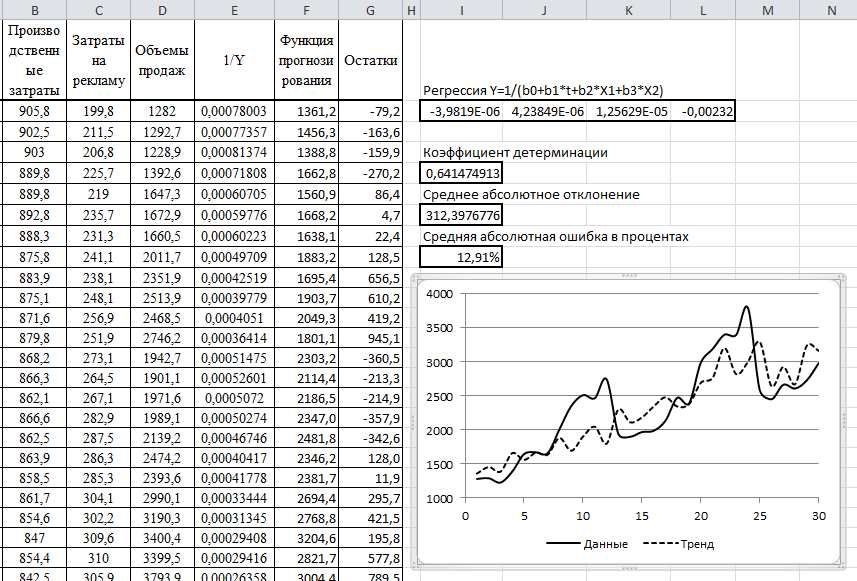 B C D E F G H I J K L M N
Произво
дственн
ые
затраты
Затраты
на
рекламу
Объемы
продаж
1/Y
Функция
прогнози
рования
Остатки
Регрессия Y=1/(b0+b1*t+b2*X1+b3*X2)
905,8 199,8 1282 0,00078003 1361,2 -79,2 -3,9819E-06 4,23849E-06 1,25629E-05 -0,00232
902,5 211,5 1292,7 0,00077357 1456,3 -163,6
903 206,8 1228,9 0,00081374 1388,8 -159,9 Коэффициент детерминации
889,8 225,7 1392,6 0,00071808 1662,8 -270,2 0,641474913
889,8 219 1647,3 0,00060705 1560,9 86,4 Среднее абсолютное отклонение
892,8 235,7 1672,9 0,00059776 1668,2 4,7 312,3976776
888,3 231,3 1660,5 0,00060223 1638,1 22,4 Средняя абсолютная ошибка в процентах
875,8 241,1 2011,7 0,00049709 1883,2 128,5 12,91%
883,9 238,1 2351,9 0,00042519 1695,4 656,5
875,1 248,1 2513,9 0,00039779 1903,7 610,2
871,6 256,9 2468,5 0,0004051 2049,3 419,2
879,8 251,9 2746,2 0,00036414 1801,1 945,1
868,2 273,1 1942,7 0,00051475 2303,2 -360,5
866,3 264,5 1901,1 0,00052601 2114,4 -213,3
862,1 267,1 1971,6 0,0005072 2186,5 -214,9
866,6 282,9 1989,1 0,00050274 2347,0 -357,9
862,5 287,5 2139,2 0,00046746 2481,8 -342,6
863,9 286,3 2474,2 0,00040417 2346,2 128,0
858,5 285,3 2393,6 0,00041778 2381,7 11,9
861,7 304,1 2990,1 0,00033444 2694,4 295,7
854,6 302,2 3190,3 0,00031345 2768,8 421,5
847 309,6 3400,4 0,00029408 3204,6 195,8
854,4 310 3399,5 0,00029416 2821,7 577,8
842,5 305,9 3793,9 0,00026358 3004,4 789,5
4000
3500
3000
2500
2000
1500
1000
0 5 10 15 20 25 30
Данные Тренд